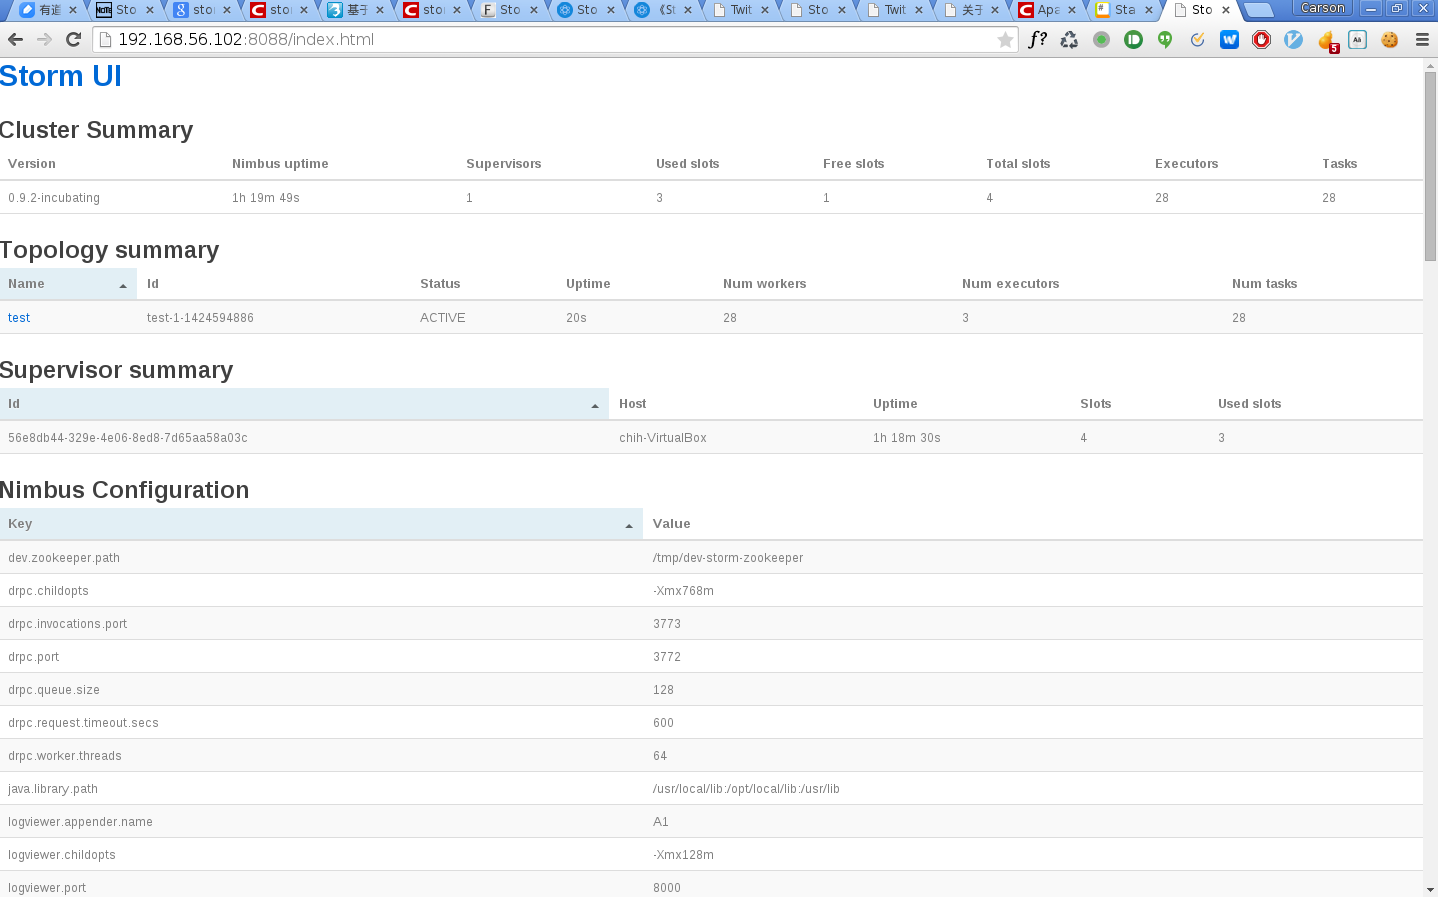 有道 Sto stor stor 基于 stor Sto Sto 《St Twit Sto Twit 关于 Apa Sta Sto Carson
192.168.56.102:8088/index.html f? 5
Storm UI
Cluster Summary
Version Nimbus uptime Supervisors Used slots Free slots Total slots Executors Tasks
0.9.2-incubating 1h 19m 49s 1 3 1 4 28 28
Topology summary
Name Id Status Uptime Num workers Num executors Num tasks
test test-1-1424594886 ACTIVE 20s 28 3 28
Supervisor summary
Id Host Uptime Slots Used slots
56e8db44-329e-4e06-8ed8-7d65aa58a03c chih-VirtualBox 1h 18m 30s 4 3
Nimbus Configuration
Key Value
dev.zookeeper.path /tmp/dev-storm-zookeeper
drpc.childopts -Xmx768m
drpc.invocations.port 3773
drpc.port 3772
drpc.queue.size 128
drpc.request.timeout.secs 600
drpc.worker.threads 64
java.library.path /usr/local/lib:/opt/local/lib:/usr/lib
logviewer.appender.name A1
logviewer.childopts -Xmx128m
logviewer.port 8000